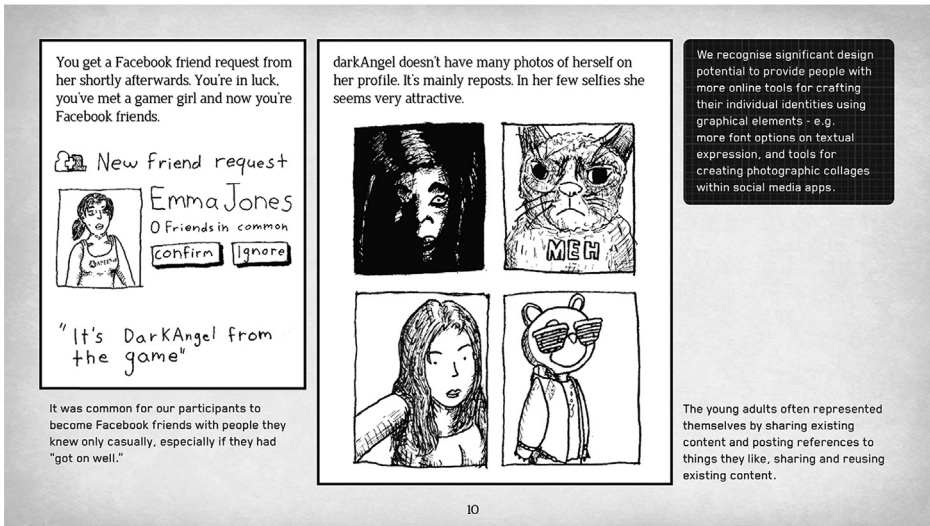 You get a Facebook friend request from
her shortly afterwards. You're in luck,
you've met a gamer girl and now you're
Facebook friends.
New friend request
Emma Jones
0 Friends in common
confirm
Ignore
"It's DarkAngel from
the game"
It was common for our participants to
become Facebook friends with people they
knew only casually, especially if they had
"got on well."
darkAngel doesn't have many photos of herself on
her profile. It's mainly reposts. In her few selfies she
seems very attractive.
MEH
We recognise significant design
potential to provide people with
more online tools for crafting
their individual identities using
graphical elements - e.g.
more font options on textual
expression, and tools for
creating photographic collages
within social media apps.
The young adults often represented
themselves by sharing existing
content and posting references to
things they like, sharing and reusing
existing content.
10